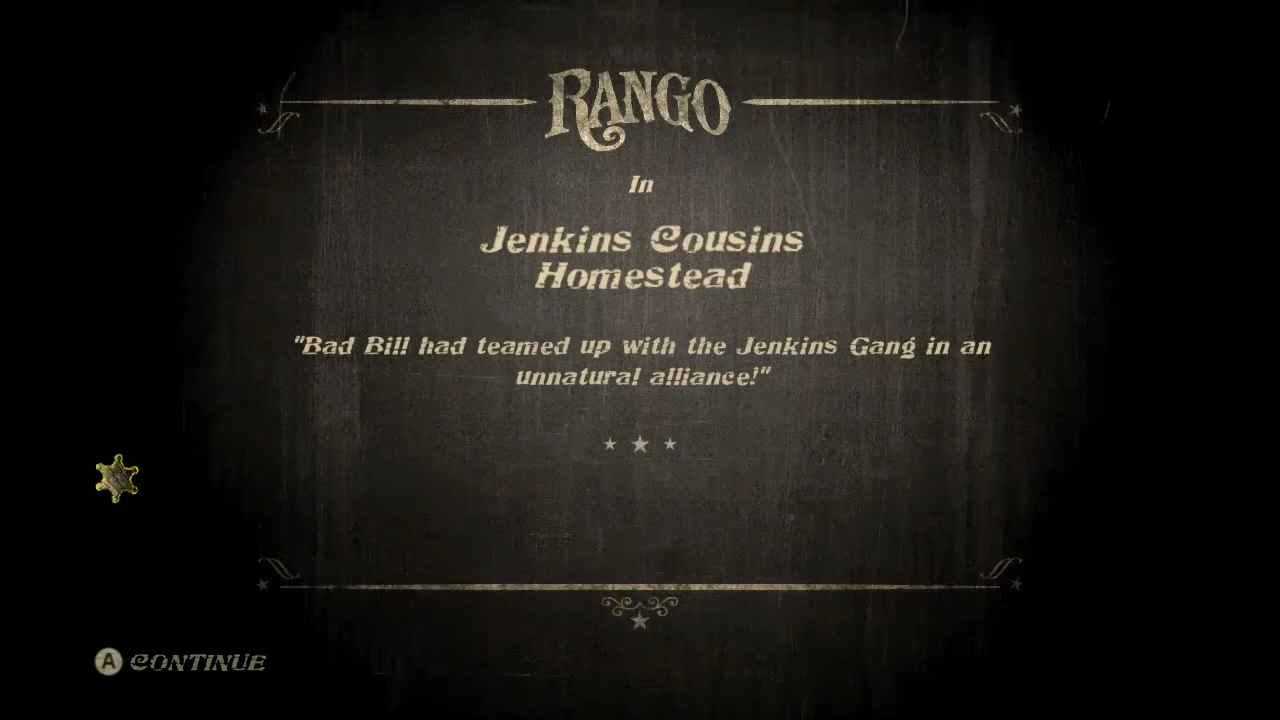 RANGO
In
Jenkins Cousins
Homestead
"Bad Bill had teamed up with the Jenkins Gang in an
unnatural alliance!"
A CONTINUE